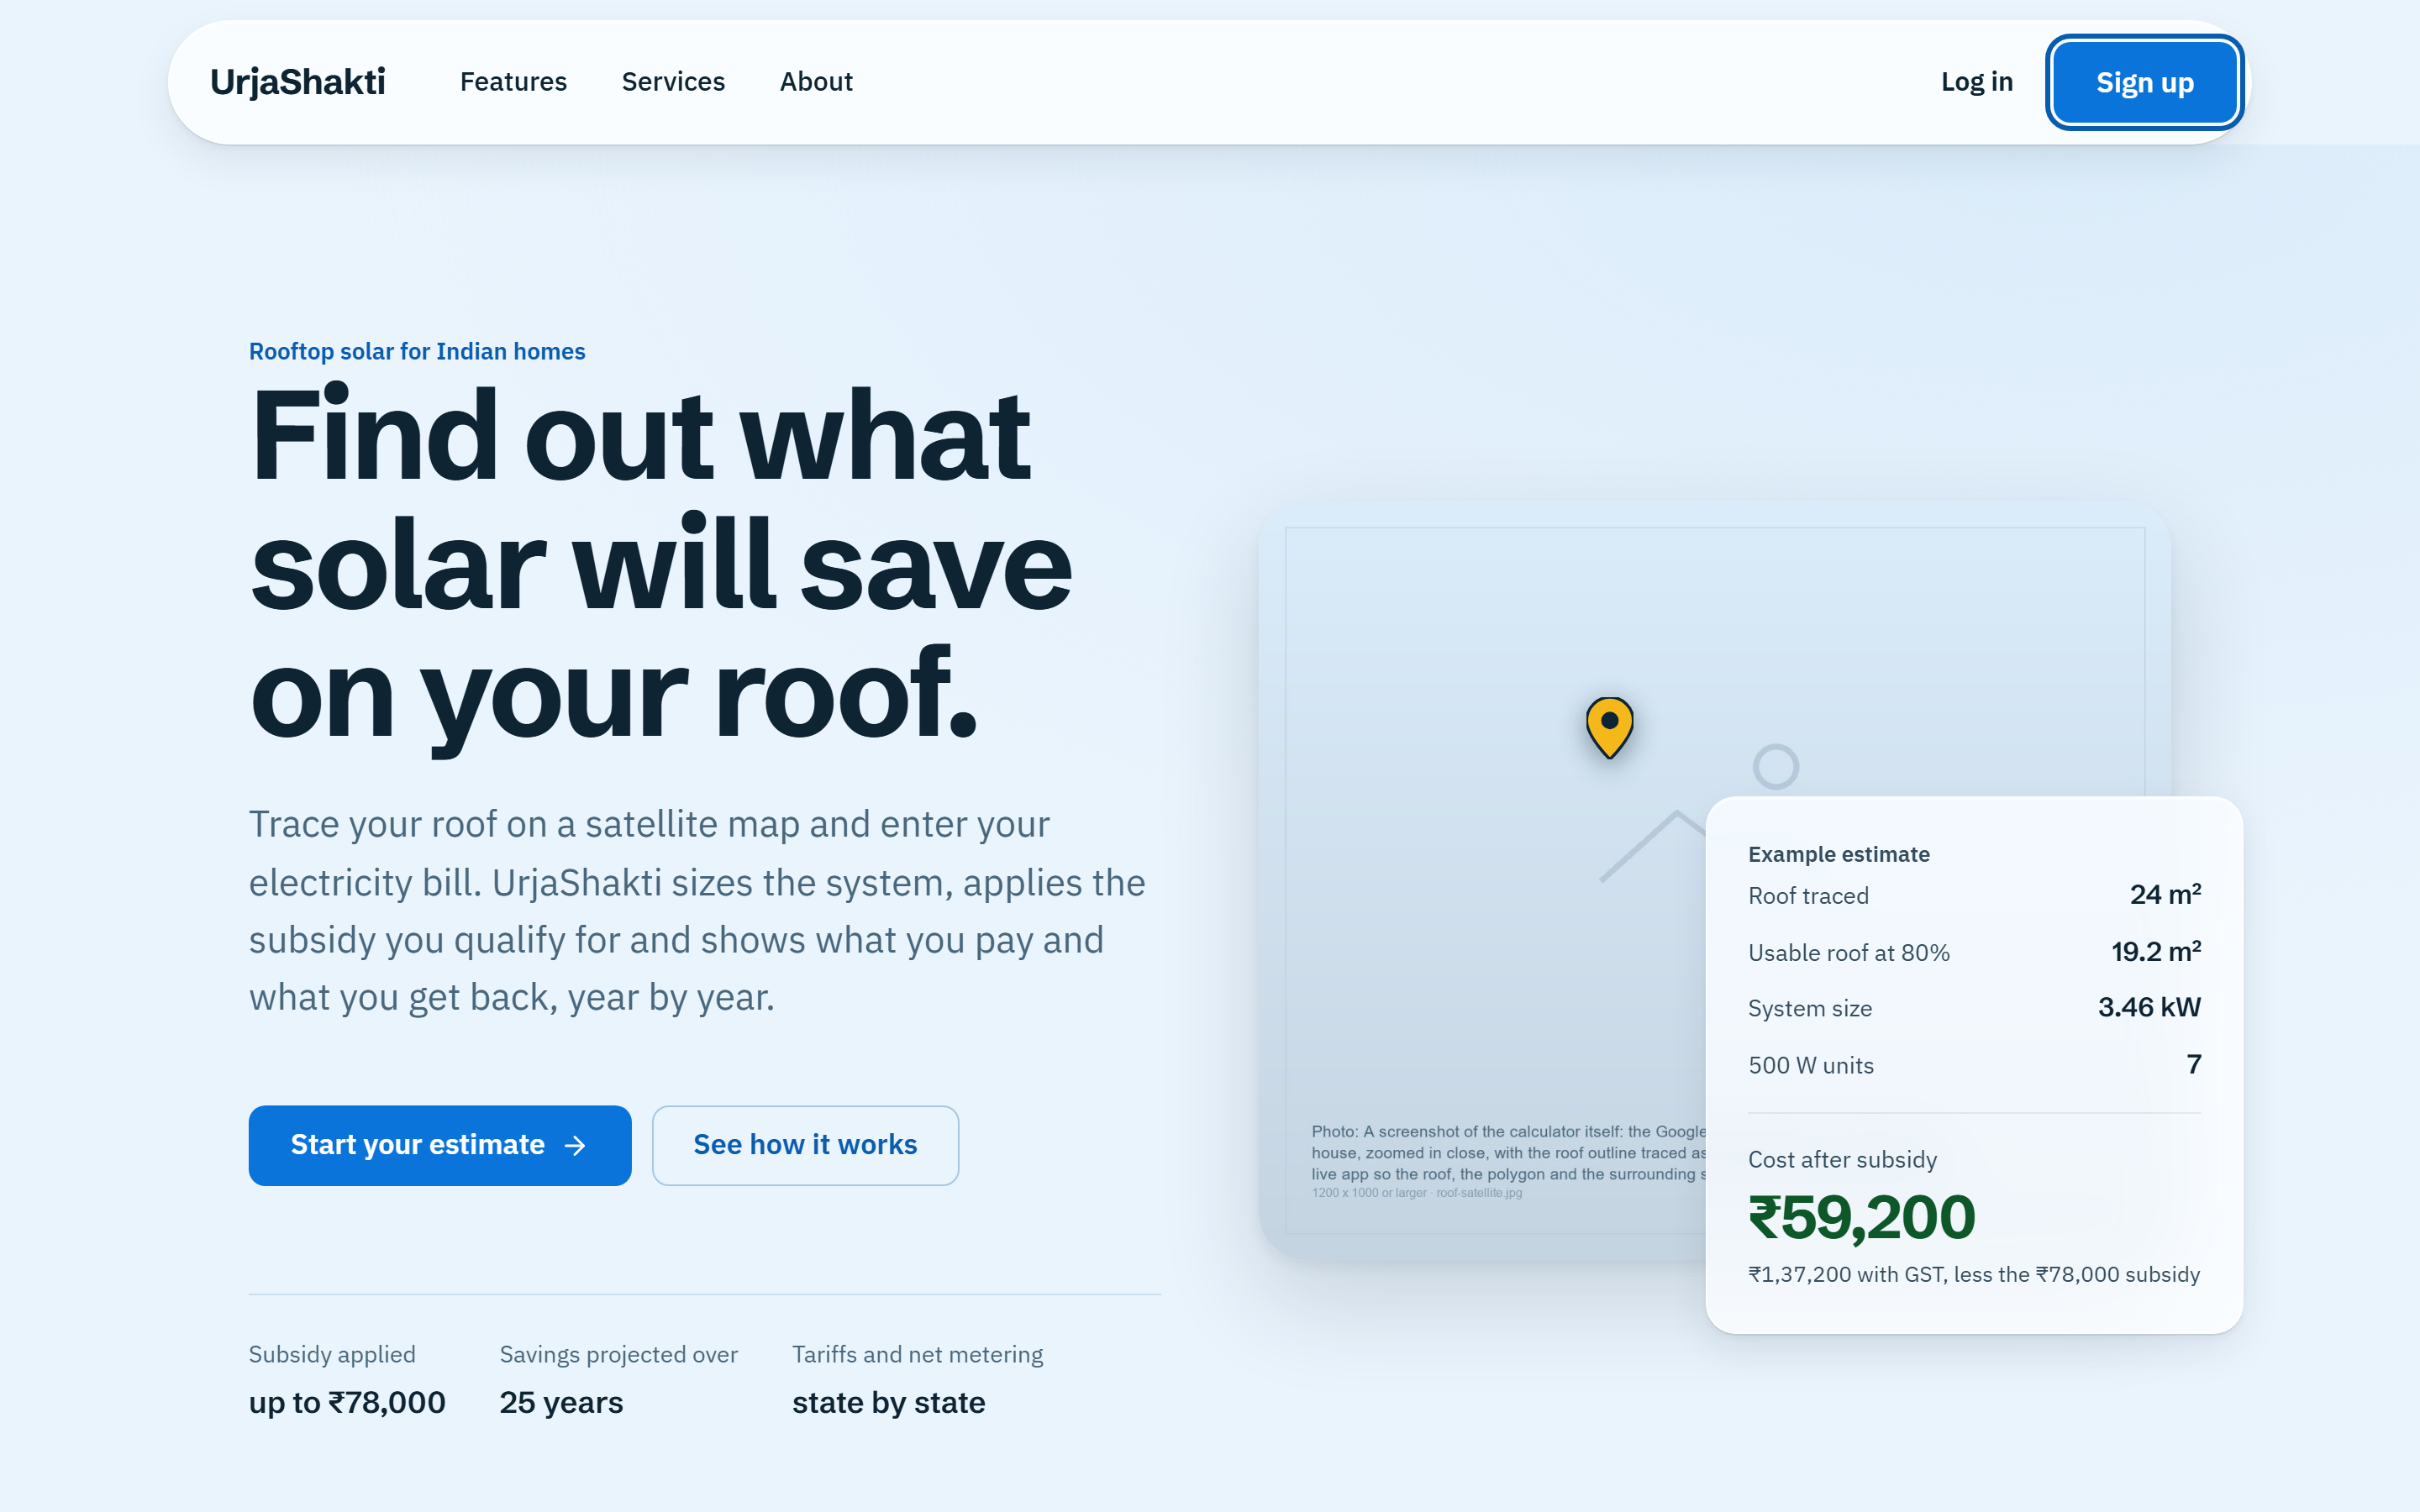 UrjaShakti
Features
Services
About
Log in
Sign up
Rooftop solar for Indian homes
Find out what
solar will save
on your roof.
Trace your roof on a satellite map and enter your
electricity bill. UrjaShakti sizes the system, applies the
subsidy you qualify for and shows what you pay and
what you get back, year by year.
Start your estimate →
See how it works
Subsidy applied
up to ₹78,000
Savings projected over
25 years
Tariffs and net metering
state by state
Photo: A screenshot of the calculator itself: the Google
house, zoomed in close, with the roof outline traced as
live app so the roof, the polygon and the surrounding
1200 x 1000 or larger · roof-satellite.jpg
Example estimate
Roof traced 24 m²
Usable roof at 80% 19.2 m²
System size 3.46 kW
500 W units 7
Cost after subsidy
₹59,200
₹1,37,200 with GST, less the ₹78,000 subsidy